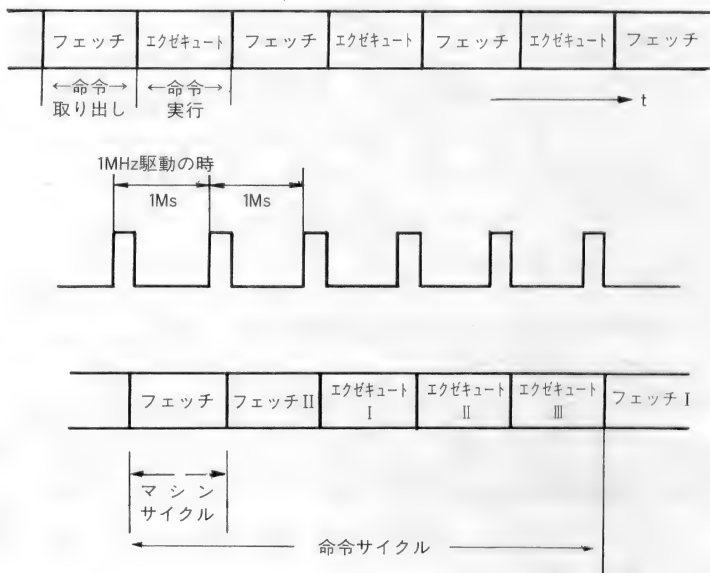 フェッチ エクゼキュート フェッチ エクゼキュート フェッチ エクゼキュート フェッチ
←命令→ ←命令→
取り出し 実行
t
1MHz駆動の時
1Ms 1Ms
フェッチ フェッチII エクゼキュート I エクゼキュート II エクゼキュート III フェッチ I
マシン
サイクル
命令サイクル